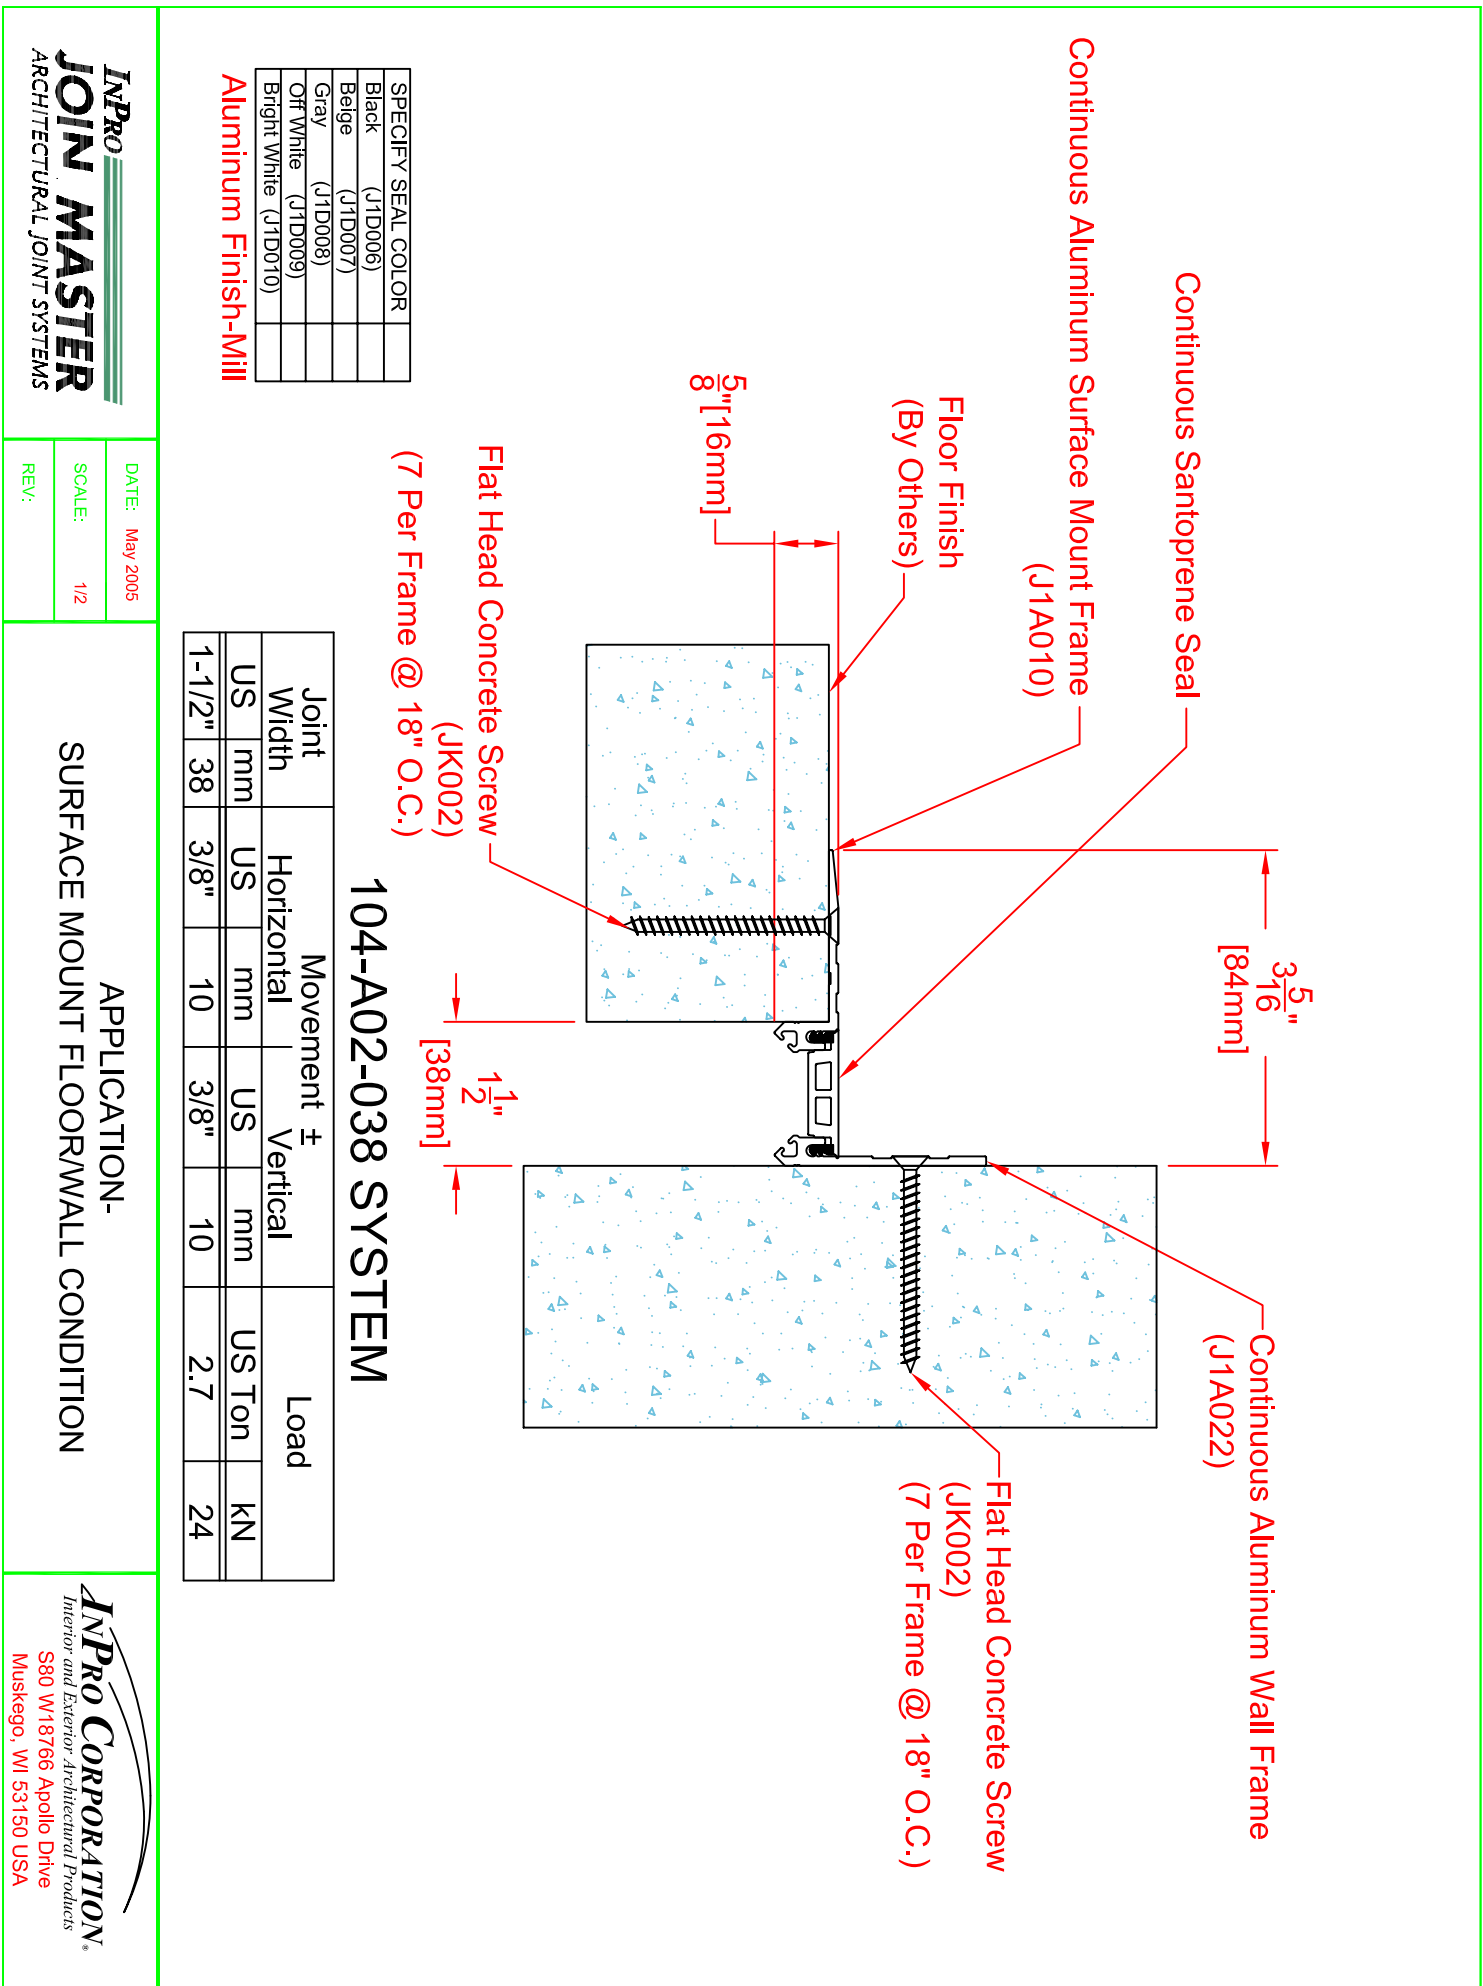 Continuous Aluminum Wall Frame
(J1A022)
3 5/16"
[84mm]
Continuous Santoprene Seal
Continuous Aluminum Surface Mount Frame
(J1A010)
Flat Head Concrete Screw
(JK002)
(7 Per Frame @ 18" O.C.)
Floor Finish
(By Others)
5/8"[16mm]
Flat Head Concrete Screw
(JK002)
(7 Per Frame @ 18" O.C.)
1 1/2"
[38mm]
SPECIFY SEAL COLOR
Black (J1D006)
Beige (J1D007)
Gray (J1D008)
Off White (J1D009)
Bright White (J1D010)
Aluminum Finish-Mill
104-A02-038 SYSTEM
Joint Width
Movement ±
Horizontal Vertical
Load
US mm US mm US mm US Ton kN
1-1/2" 38 3/8" 10 3/8" 10 2.7 24
INPRO
JOIN MASTER
ARCHITECTURAL JOINT SYSTEMS
DATE: May 2005
SCALE: 1/2
REV:
APPLICATION-
SURFACE MOUNT FLOOR/WALL CONDITION
INPRO CORPORATION®
Interior and Exterior Architectural Products
S80 W18766 Apollo Drive
Muskego, WI 53150 USA